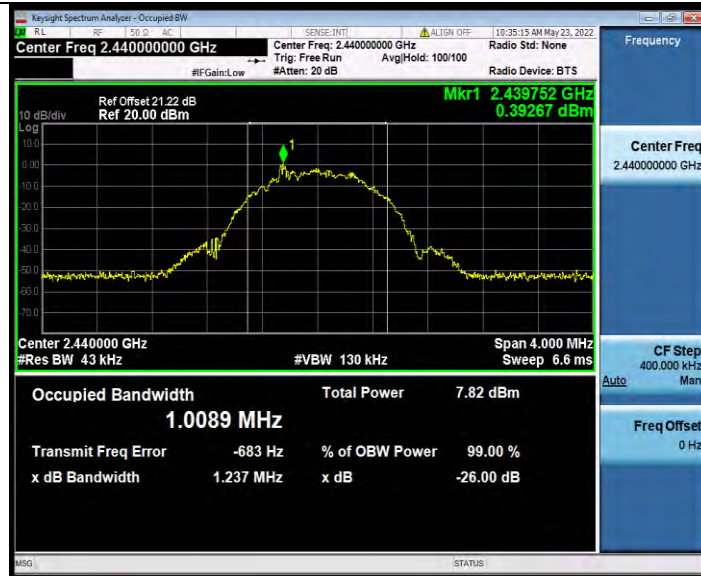 Keysight Spectrum Analyzer - Occupied BW
LXI RL RF 50 Ω AC SENSE:INT ALIGN OFF 10:35:15 AM May 23, 2022
Center Freq 2.440000000 GHz
Center Freq: 2.440000000 GHz
Radio Std: None
Trig: Free Run Avg|Hold: 100/100
#IFGain:Low
#Atten: 20 dB
Radio Device: BTS
Frequency
Ref Offset 21.22 dB
Mkr1 2.439752 GHz
10 dB/div Ref 20.00 dBm
0.39267 dBm
Log
10.0
1
0.00
-10.0
-20.0
-30.0
-40.0
-50.0
-60.0
-70.0
Center 2.440000 GHz
Span 4.000 MHz
#Res BW 43 kHz
#VBW 130 kHz
Sweep 6.6 ms
Center Freq
2.440000000 GHz
CF Step
400.000 kHz
Auto Man
Freq Offset
0 Hz
Occupied Bandwidth
Total Power 7.82 dBm
1.0089 MHz
Transmit Freq Error -683 Hz
% of OBW Power 99.00 %
x dB Bandwidth 1.237 MHz
x dB -26.00 dB
MSG
STATUS